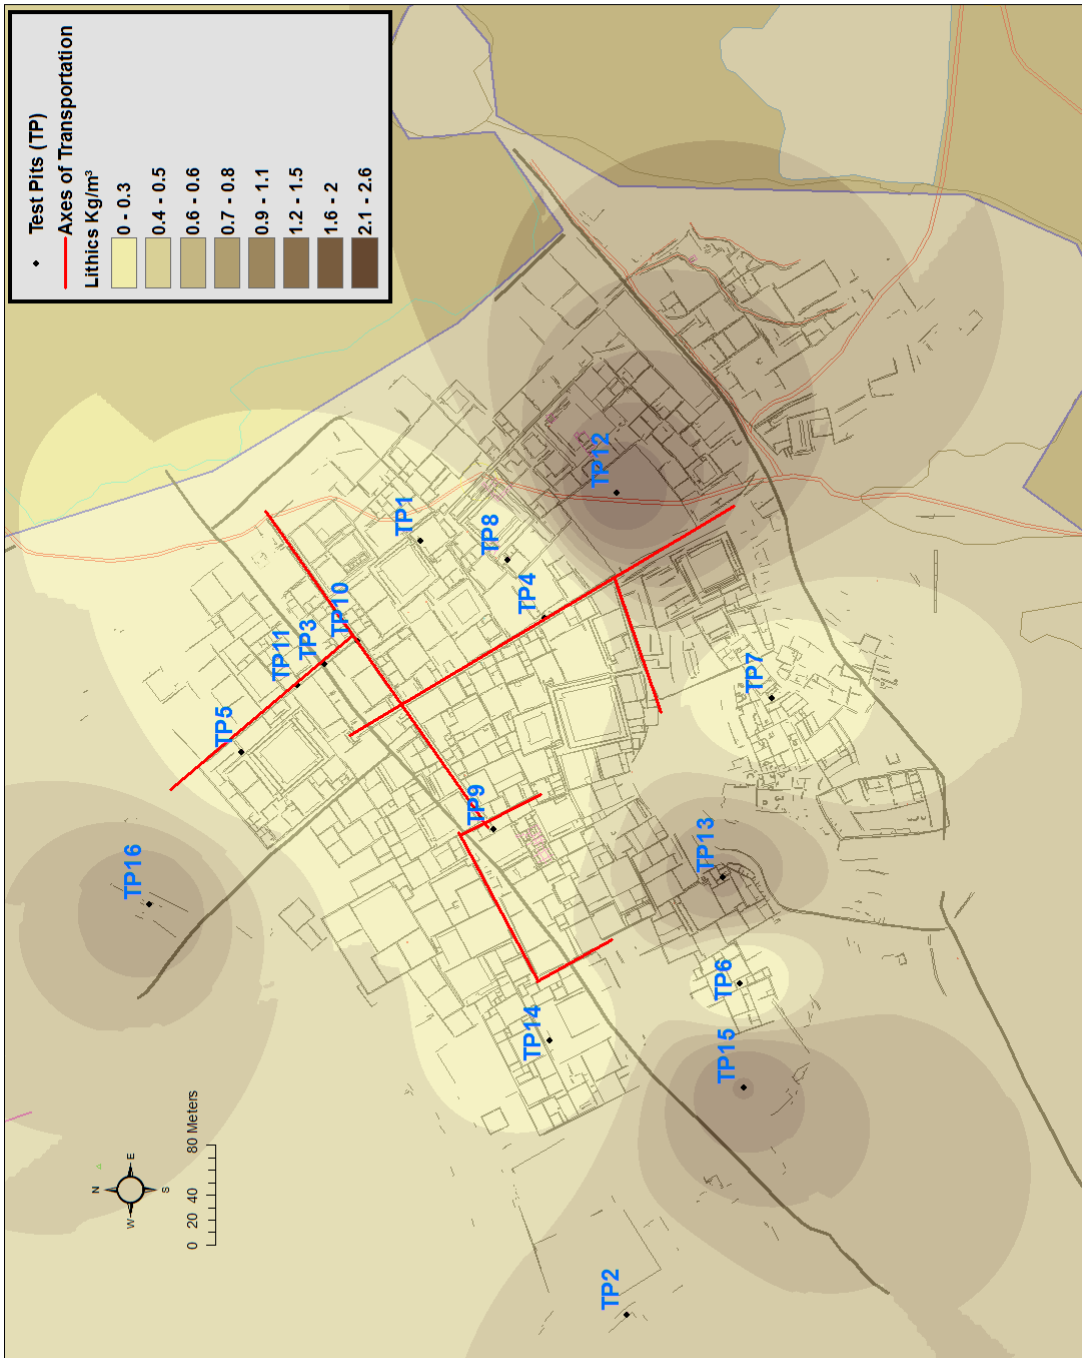 Test Pits (TP)
Axes of Transportation
Lithics Kg/m³
0 - 0.3
0.4 - 0.5
0.6 - 0.6
0.7 - 0.8
0.9 - 1.1
1.2 - 1.5
1.6 - 2
2.1 - 2.6
TP16
TP5
TP11
TP3
TP10
TP1
TP8
TP4
TP12
TP9
TP7
TP13
TP14
TP6
TP15
TP2
N
E
S
W
0 20 40 80 Meters